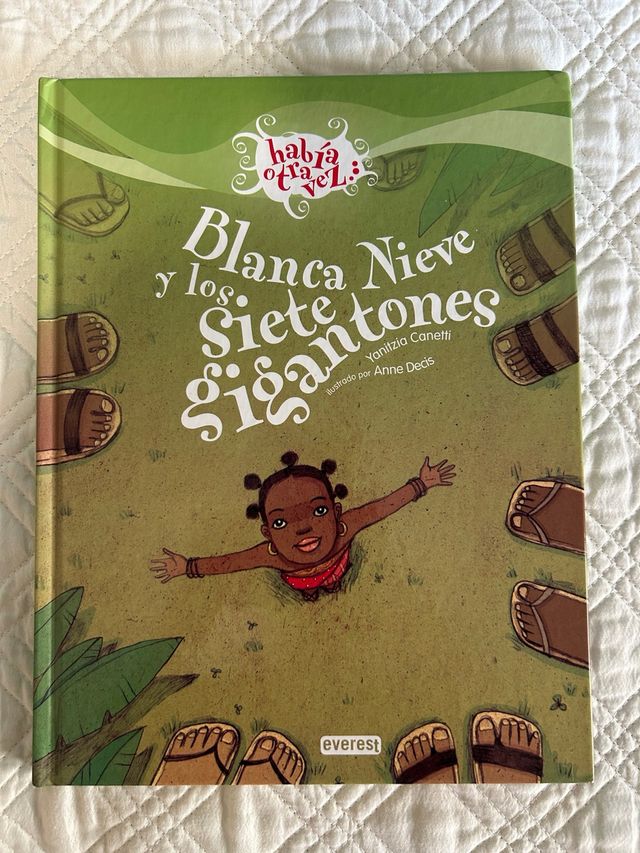 había
otra
vez...
Blanca Nieve
y los
siete
gigantones
Yanitzia Canetti
ilustrado por Anne Decis
everest